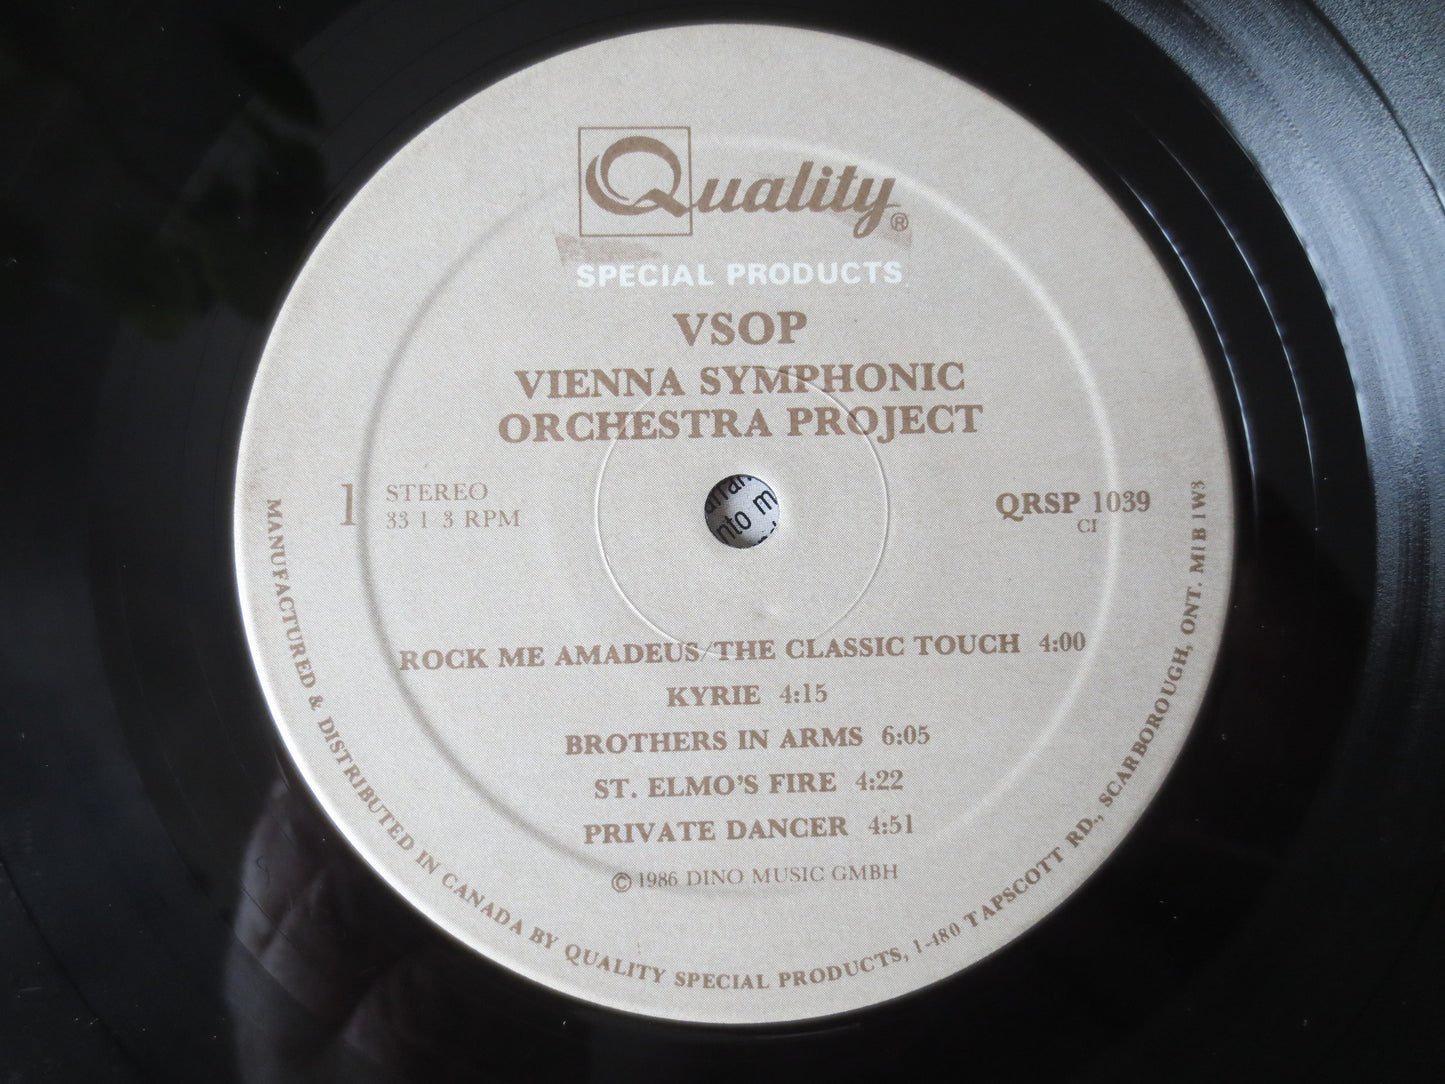 Quality®
SPECIAL PRODUCTS
VSOP
VIENNA SYMPHONIC
ORCHESTRA PROJECT
1
STEREO
33 1 3 RPM
QRSP 1039
CI
into m
ROCK ME AMADEUS/THE CLASSIC TOUCH 4:00
KYRIE 4:15
BROTHERS IN ARMS 6:05
ST. ELMO'S FIRE 4:22
PRIVATE DANCER 4:51
© 1986 DINO MUSIC GMBH
MANUFACTURED & DISTRIBUTED IN CANADA BY QUALITY SPECIAL PRODUCTS, 1-480 TAPSCOTT RD., SCARBOROUGH, ONT. M1B 1W3